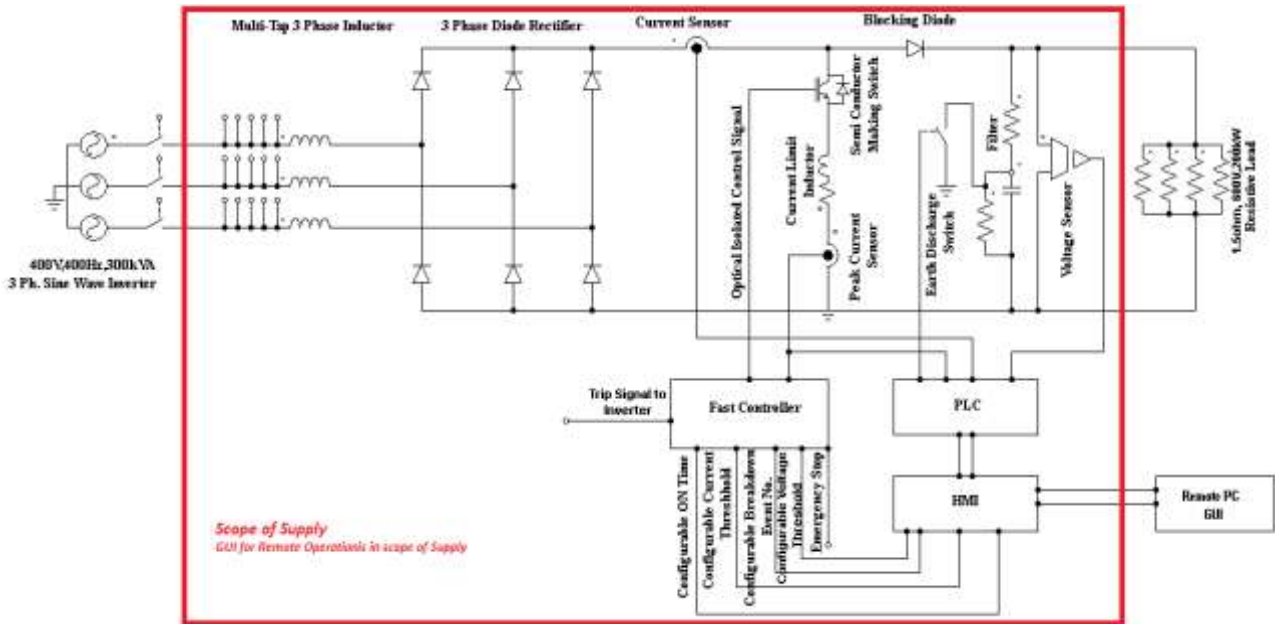 Multi-Tap 3 Phase Inductor
3 Phase Diode Rectifier
Current Sensor
Blocking Diode
Optical Isolated Control Signal
Semi Conductor
Making Switch
Current Limit
Inductor
Peak Current
Sensor
Earth Discharge
Switch
Filter
Voltage Sensor
1.5ohm, 600V,200kW
Resistive Load
400V,400Hz,300kVA
3 Ph. Sine Wave Inverter
Trip Signal to
Inverter
Fast Controller
PLC
HMI
Remote PC
GUI
Configurable ON Time
Configurable Current
Threshhold
Configurable Breakdown
Event No.
Configurable Voltage
Threshold
Emergency Stop
Scope of Supply
GUI for Remote Operationis in scope of Supply